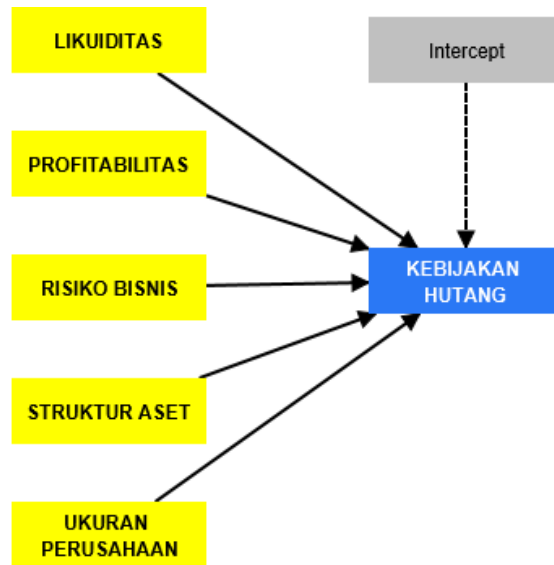 LIKUIDITAS
Intercept
PROFITABILITAS
RISIKO BISNIS
KEBIJAKAN
HUTANG
STRUKTUR ASET
UKURAN
PERUSAHAAN